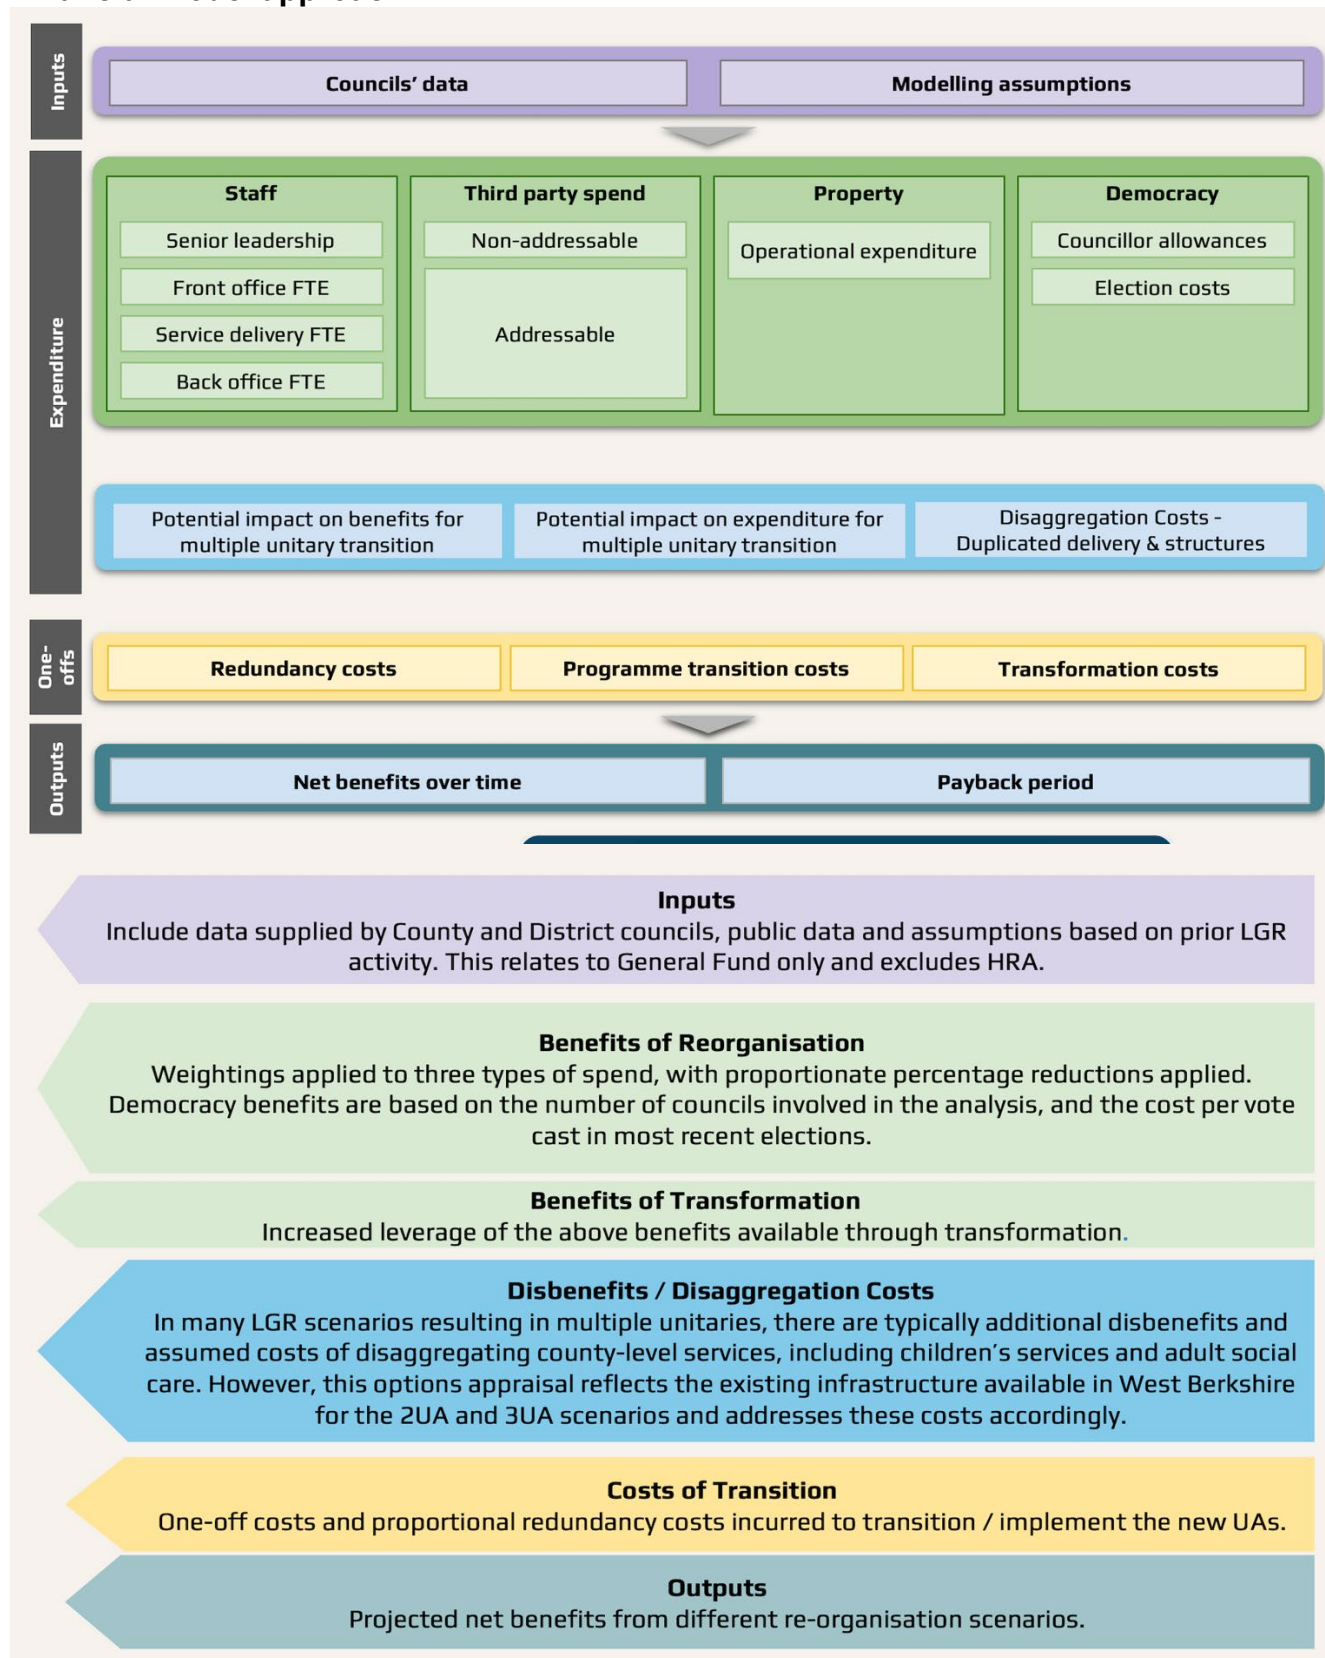 Inputs
Councils' data
Modelling assumptions
Expenditure
Staff
Senior leadership
Front office FTE
Service delivery FTE
Back office FTE
Third party spend
Non-addressable
Addressable
Property
Operational expenditure
Democracy
Councillor allowances
Election costs
Potential impact on benefits for
multiple unitary transition
Potential impact on expenditure for
multiple unitary transition
Disaggregation Costs -
Duplicated delivery & structures
One-
offs
Redundancy costs
Programme transition costs
Transformation costs
Outputs
Net benefits over time
Payback period
Inputs
Include data supplied by County and District councils, public data and assumptions based on prior LGR
activity. This relates to General Fund only and excludes HRA.
Benefits of Reorganisation
Weightings applied to three types of spend, with proportionate percentage reductions applied.
Democracy benefits are based on the number of councils involved in the analysis, and the cost per vote
cast in most recent elections.
Benefits of Transformation
Increased leverage of the above benefits available through transformation.
Disbenefits / Disaggregation Costs
In many LGR scenarios resulting in multiple unitaries, there are typically additional disbenefits and
assumed costs of disaggregating county-level services, including children's services and adult social
care. However, this options appraisal reflects the existing infrastructure available in West Berkshire
for the 2UA and 3UA scenarios and addresses these costs accordingly.
Costs of Transition
One-off costs and proportional redundancy costs incurred to transition / implement the new UAs.
Outputs
Projected net benefits from different re-organisation scenarios.